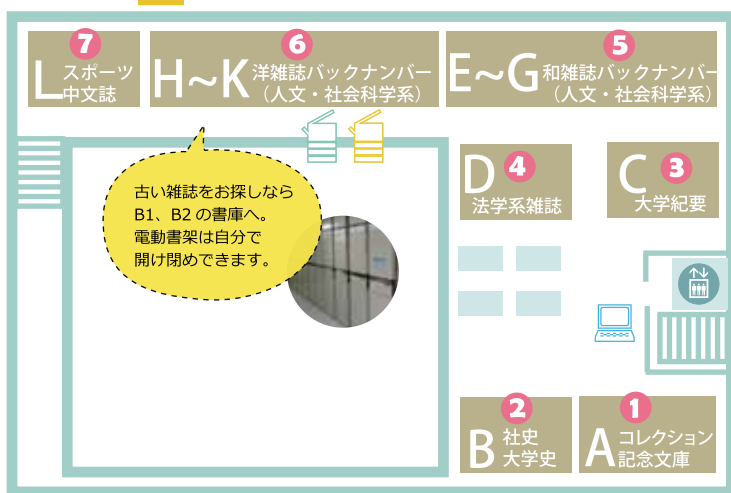 7
L スポーツ
中文誌
6
H~K 洋雑誌バックナンバー
（人文・社会科学系）
5
E~G 和雑誌バックナンバー
（人文・社会科学系）
古い雑誌をお探しなら
B1、B2 の書庫へ。
電動書架は自分で
開け閉めできます。
D 4
法学系雑誌
C 3
大学紀要
2
B 社史
大学史
1
A コレクション
記念文庫